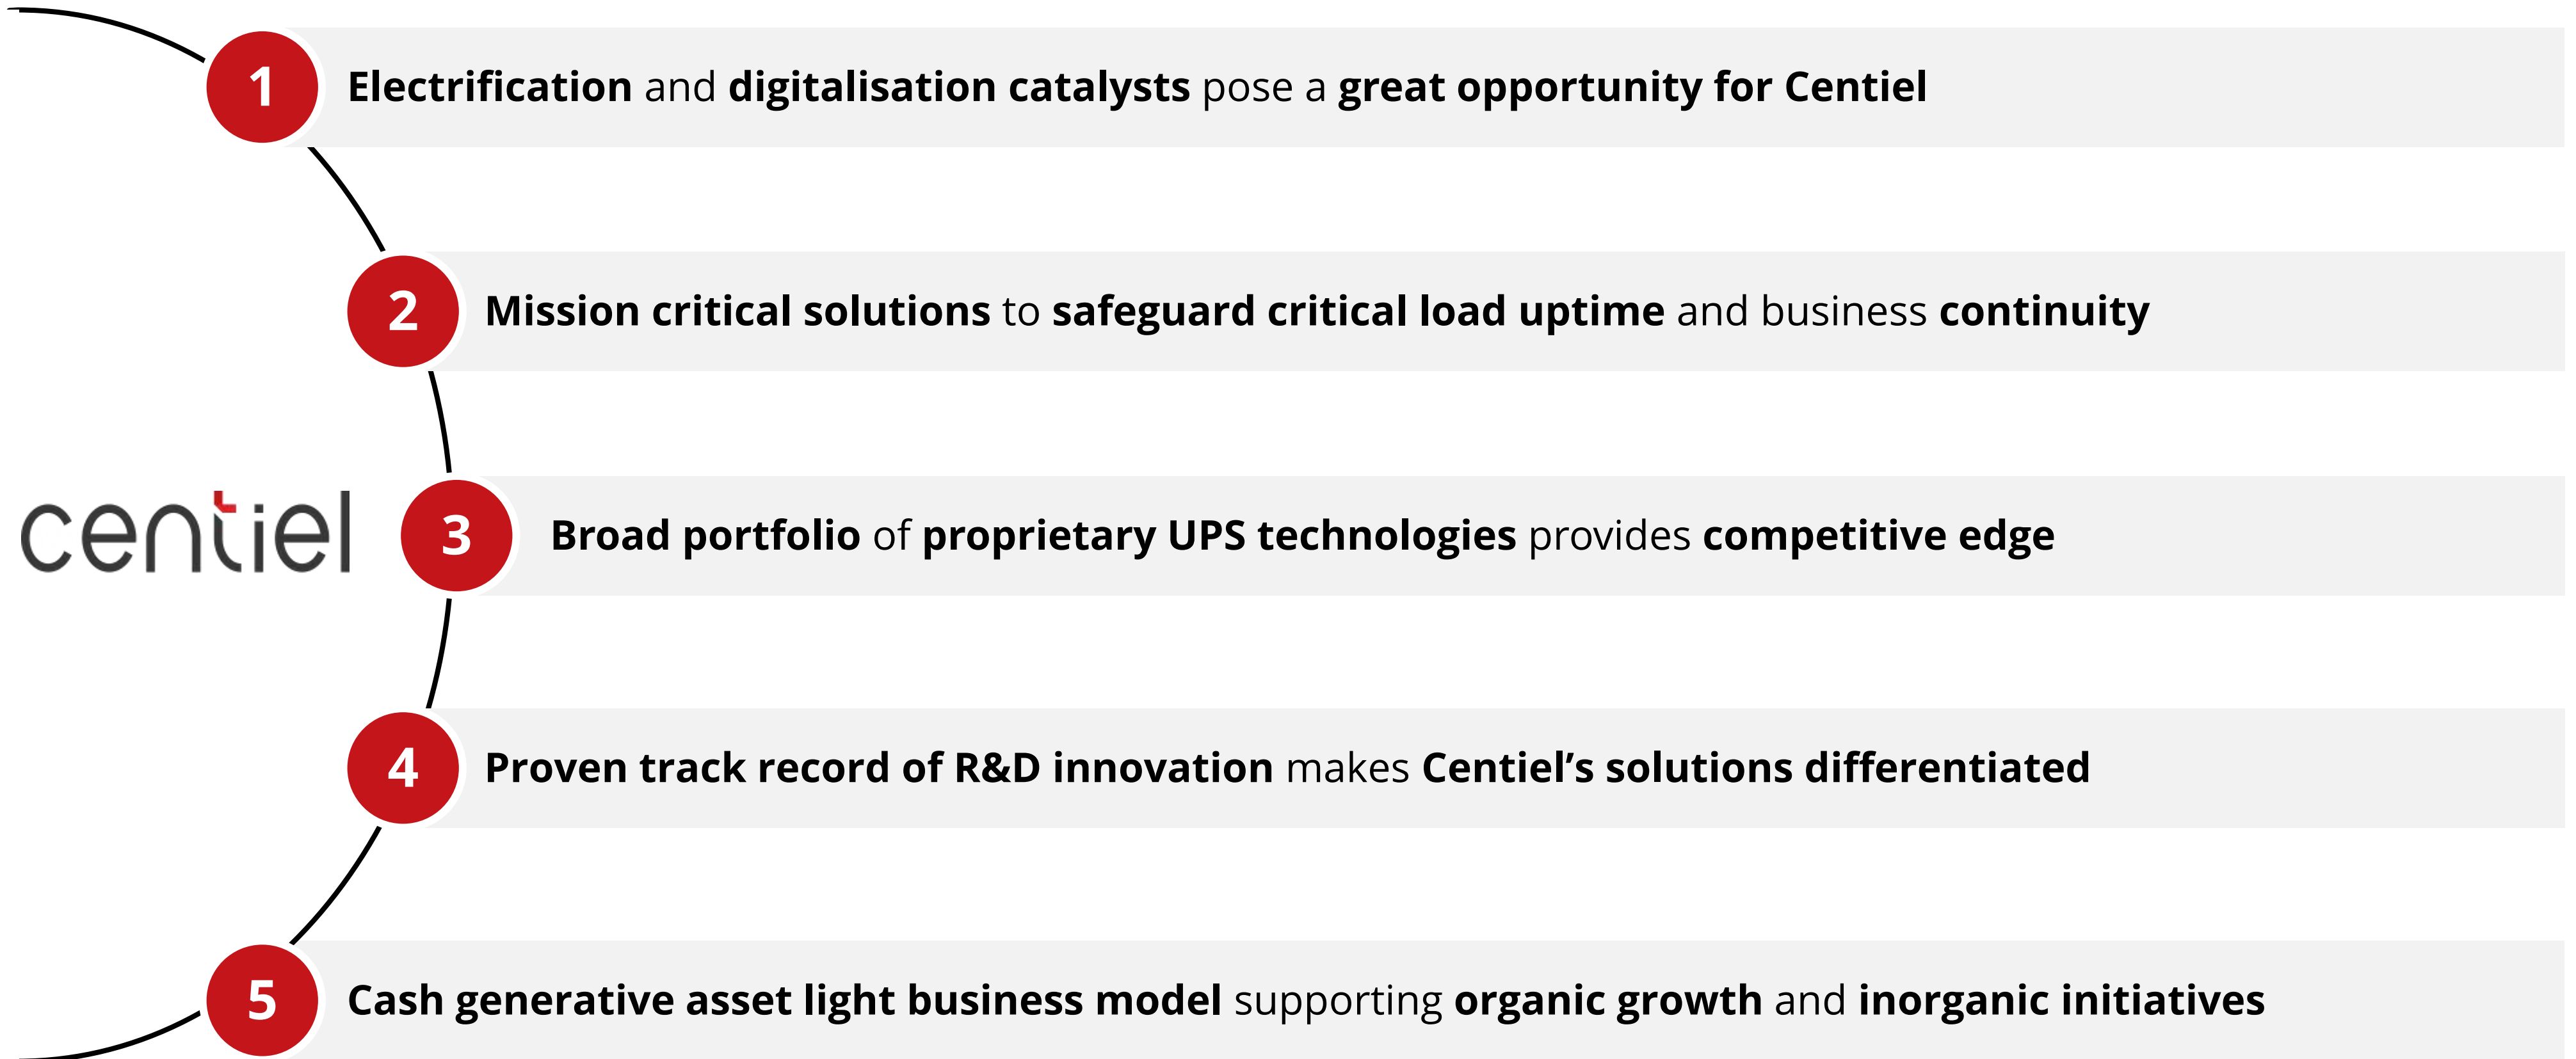 1
Electrification and digitalisation catalysts pose a great opportunity for Centiel
2
Mission critical solutions to safeguard critical load uptime and business continuity
centiel
3
Broad portfolio of proprietary UPS technologies provides competitive edge
4
Proven track record of R&D innovation makes Centiel’s solutions differentiated
5
Cash generative asset light business model supporting organic growth and inorganic initiatives